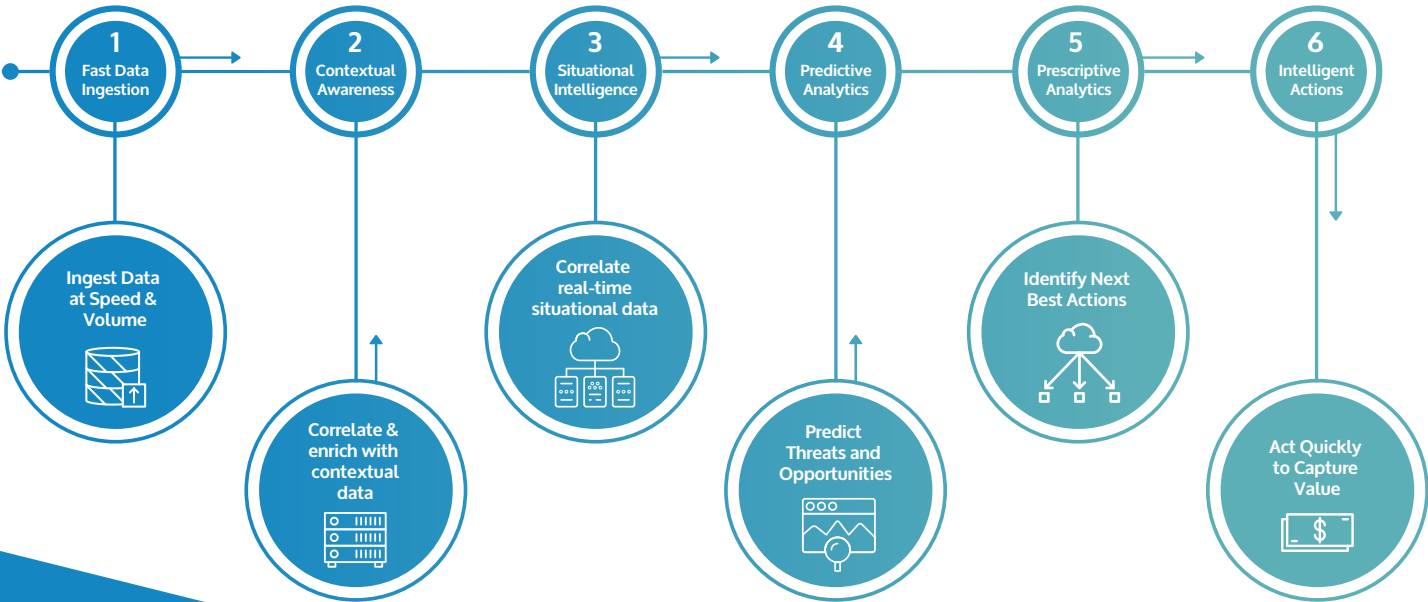 1
Fast Data
Ingestion
2
Contextual
Awareness
3
Situational
Intelligence
4
Predictive
Analytics
5
Prescriptive
Analytics
6
Intelligent
Actions
Ingest Data
at Speed &
Volume
Correlate &
enrich with
contextual
data
Correlate
real-time
situational data
Predict
Threats and
Opportunities
Identify Next
Best Actions
Act Quickly
to Capture
Value
$